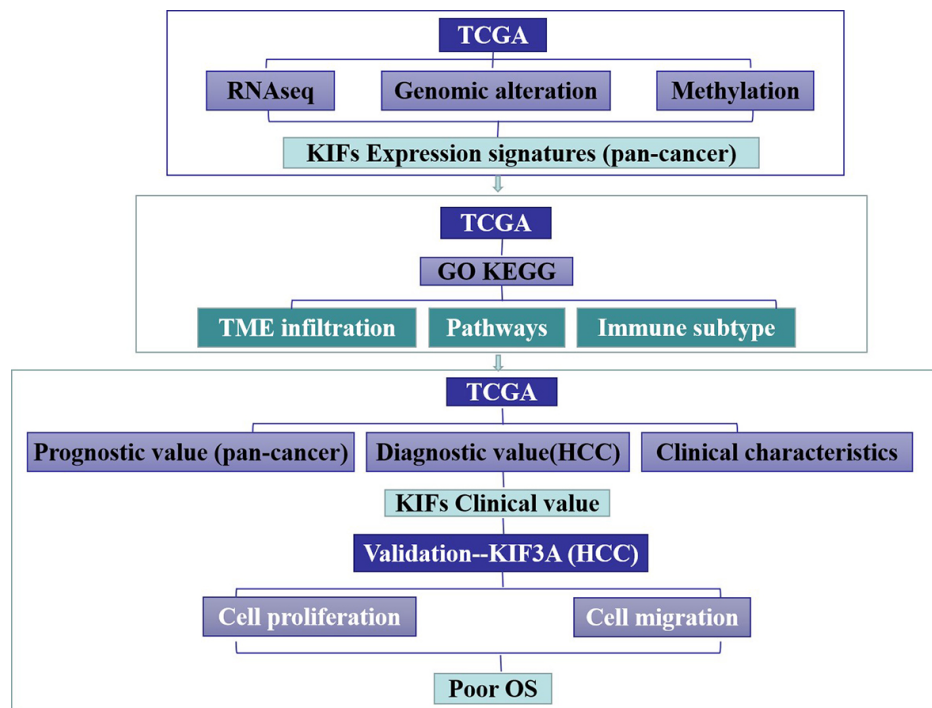 TCGA
RNAseq
Genomic alteration
Methylation
KIFs Expression signatures (pan-cancer)
TCGA
GO KEGG
TME infiltration
Pathways
Immune subtype
TCGA
Prognostic value (pan-cancer)
Diagnostic value(HCC)
Clinical characteristics
KIFs Clinical value
Validation--KIF3A (HCC)
Cell proliferation
Cell migration
Poor OS